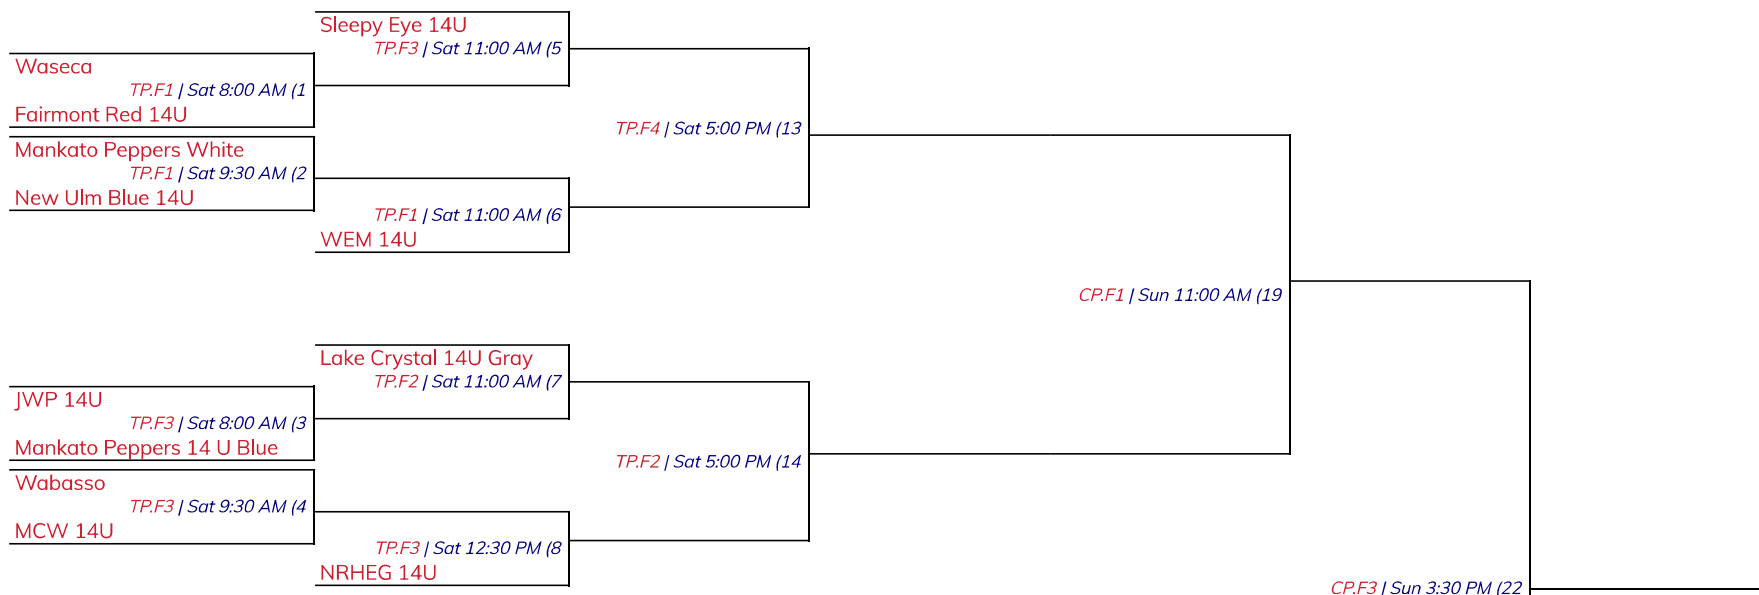 Sleepy Eye 14U
TP.F3 | Sat 11:00 AM (5
Waseca
TP.F1 | Sat 8:00 AM (1
Fairmont Red 14U
TP.F4 | Sat 5:00 PM (13
Mankato Peppers White
TP.F1 | Sat 9:30 AM (2
New Ulm Blue 14U
TP.F1 | Sat 11:00 AM (6
WEM 14U
CP.F1 | Sun 11:00 AM (19
Lake Crystal 14U Gray
TP.F2 | Sat 11:00 AM (7
JWP 14U
TP.F3 | Sat 8:00 AM (3
Mankato Peppers 14 U Blue
TP.F2 | Sat 5:00 PM (14
Wabasso
TP.F3 | Sat 9:30 AM (4
MCW 14U
TP.F3 | Sat 12:30 PM (8
NRHEG 14U
CP.F3 | Sun 3:30 PM (22